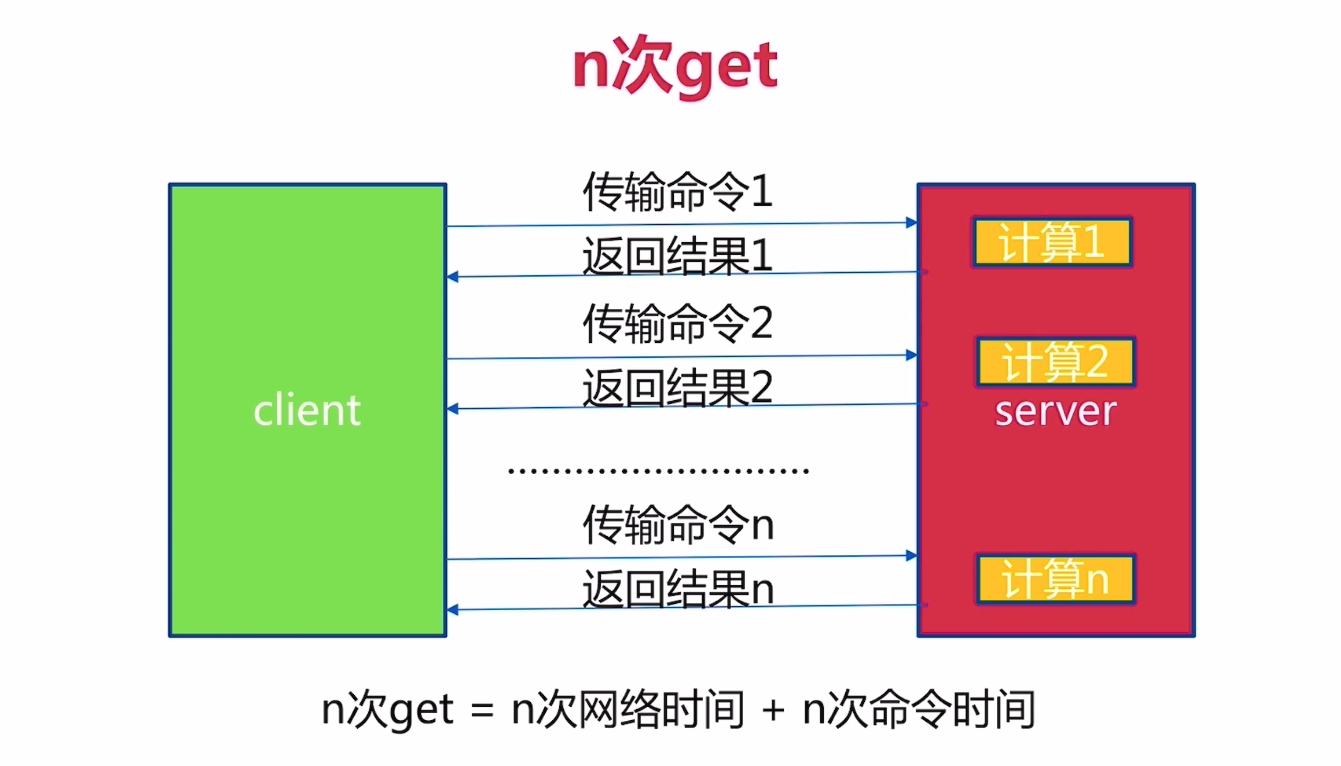 n次get
传输命令1
计算1
返回结果1
传输命令2
计算2
返回结果2
client
server
..........................
传输命令n
计算n
返回结果n
n次get = n次网络时间 + n次命令时间